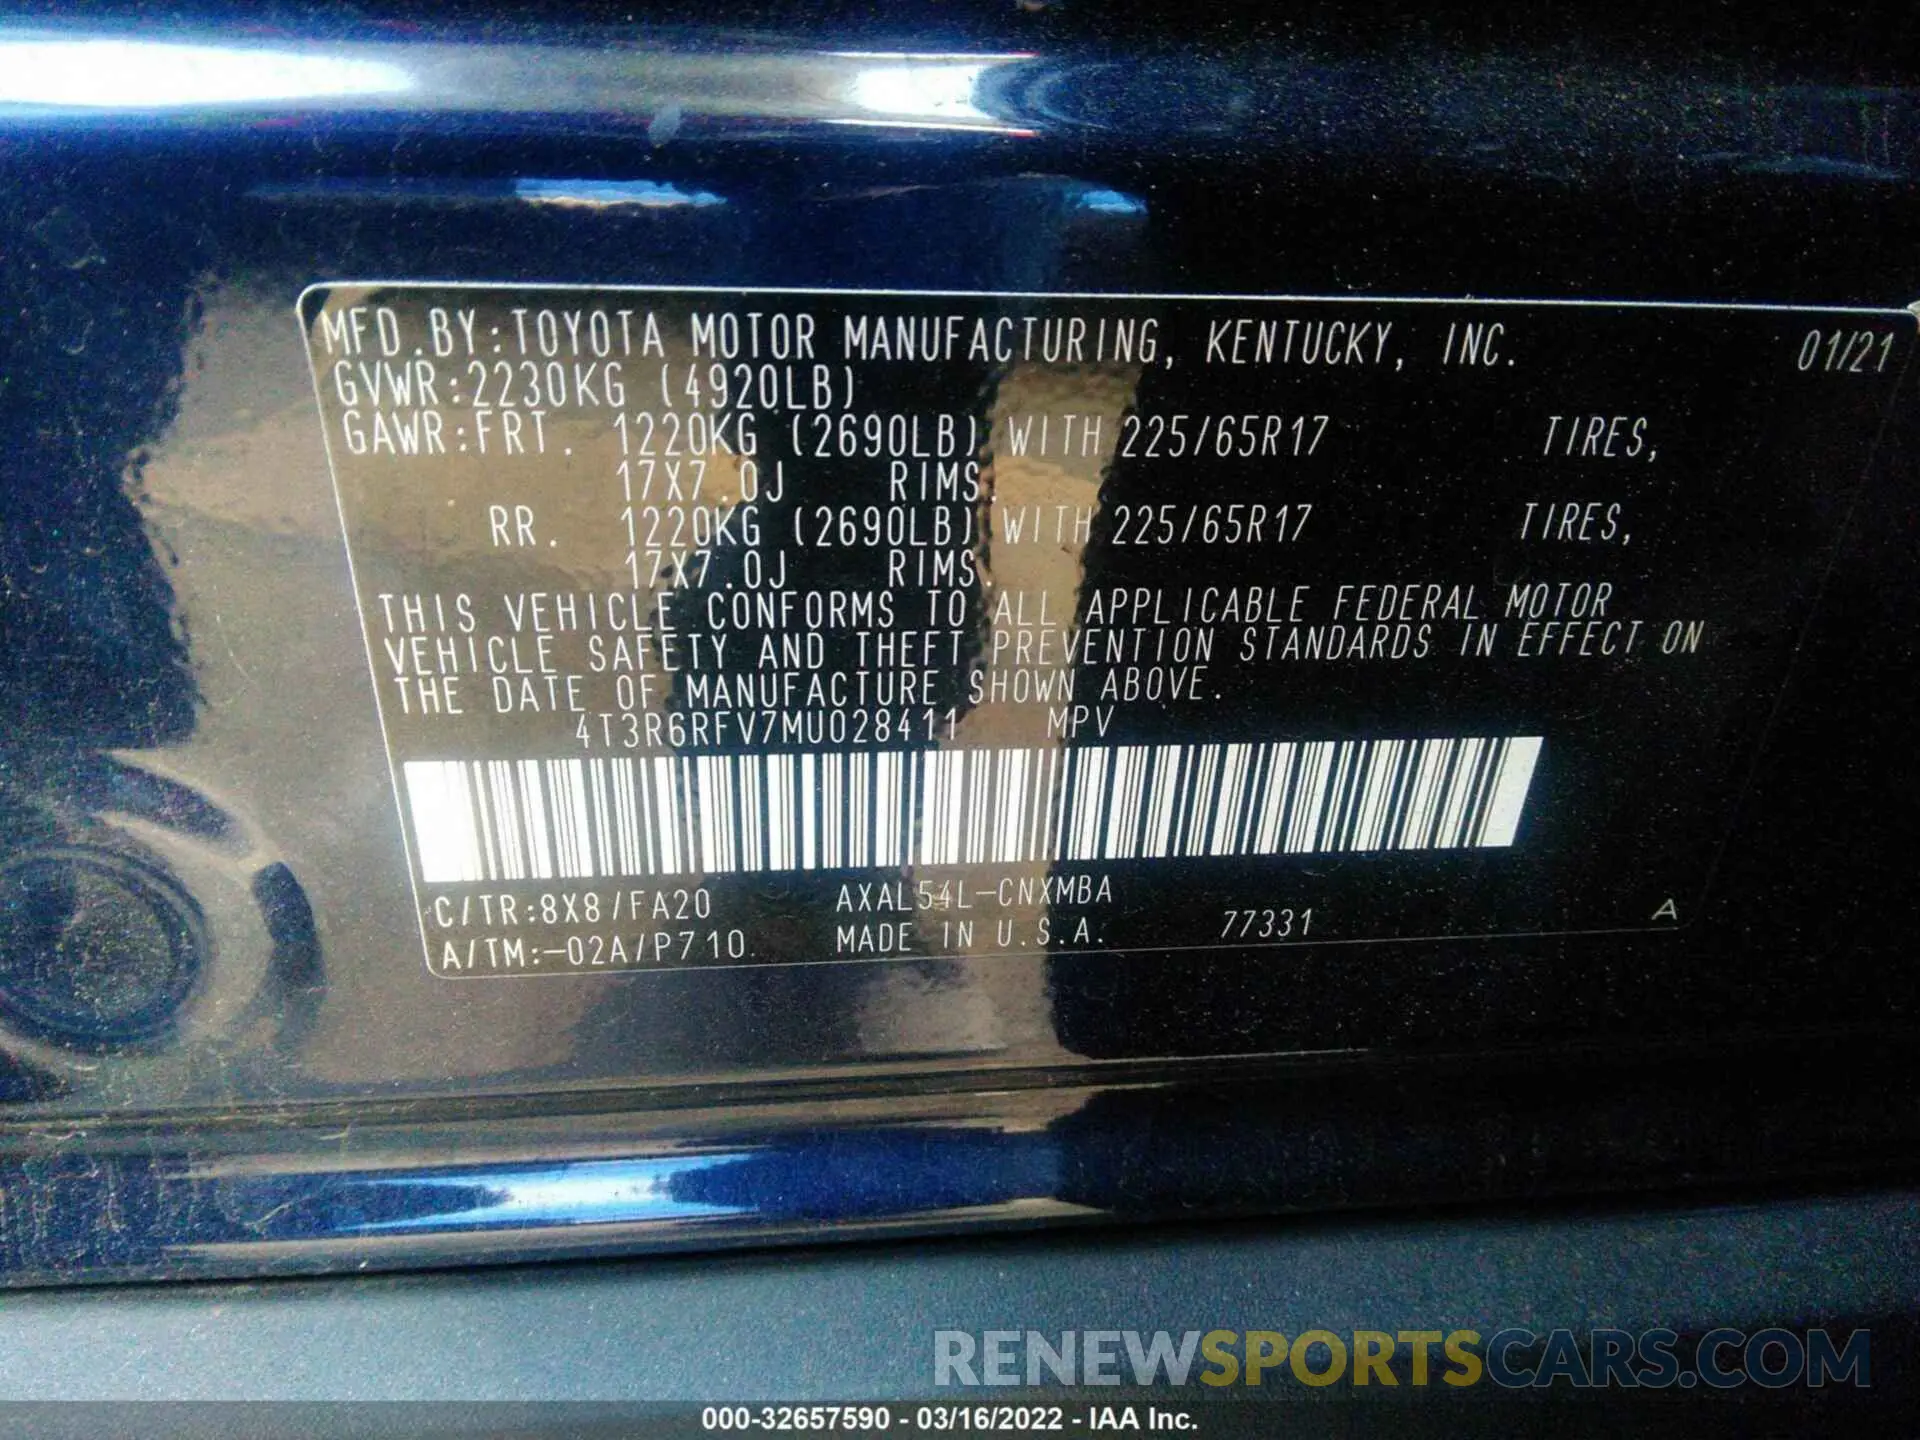 MFD.BY:TOYOTA MOTOR MANUFACTURING, KENTUCKY, INC. 01/21
GVWR:2230KG (4920LB)
GAWR:FRT. 1220KG (2690LB) WITH 225/65R17 TIRES,
17X7.0J RIMS.
RR. 1220KG (2690LB) WITH 225/65R17 TIRES,
17X7.0J RIMS.
THIS VEHICLE CONFORMS TO ALL APPLICABLE FEDERAL MOTOR
VEHICLE SAFETY AND THEFT PREVENTION STANDARDS IN EFFECT ON
THE DATE OF MANUFACTURE SHOWN ABOVE.
4T3R6RFV7MU028411 MPV
C/TR:8X8/FA20 AXAL54L-CNXMBA
A/TM:-02A/P710 MADE IN U.S.A. 77331 A
RENEWSPORTSCARS.COM
000-32657590 - 03/16/2022 - IAA Inc.